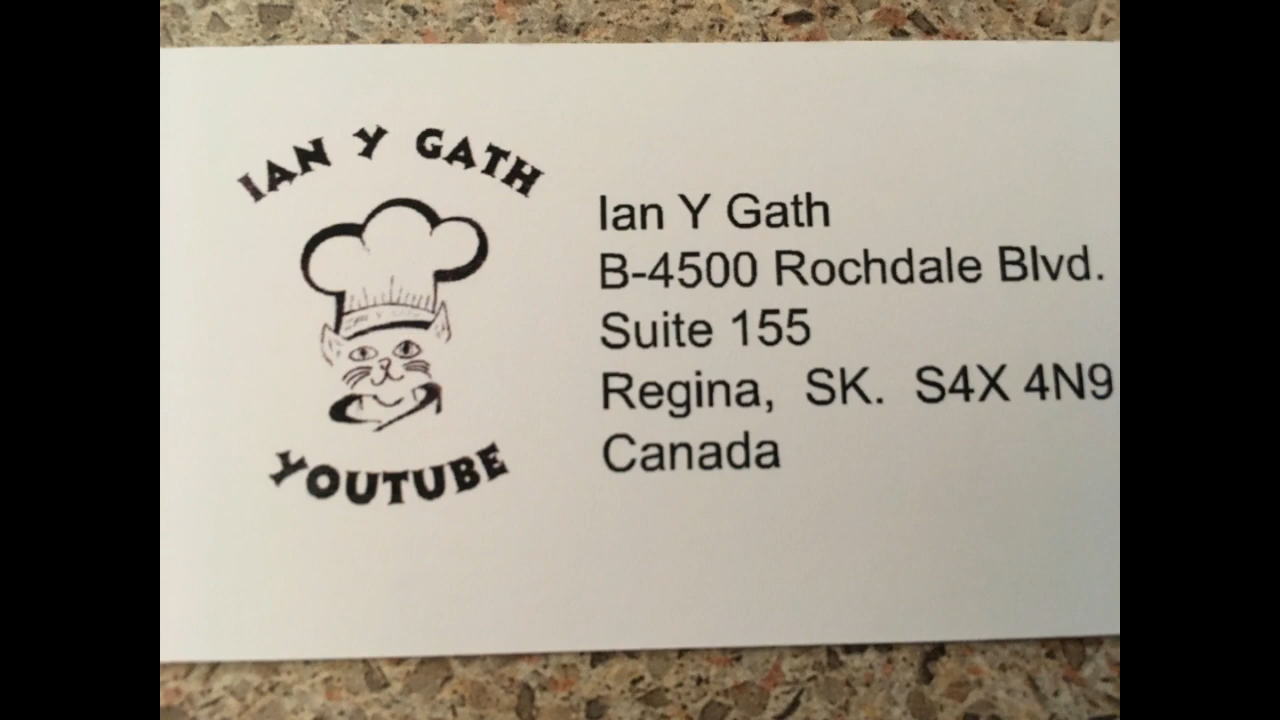 IAN Y GATH
YOUTUBE
Ian Y Gath
B-4500 Rochdale Blvd.
Suite 155
Regina, SK. S4X 4N9
Canada